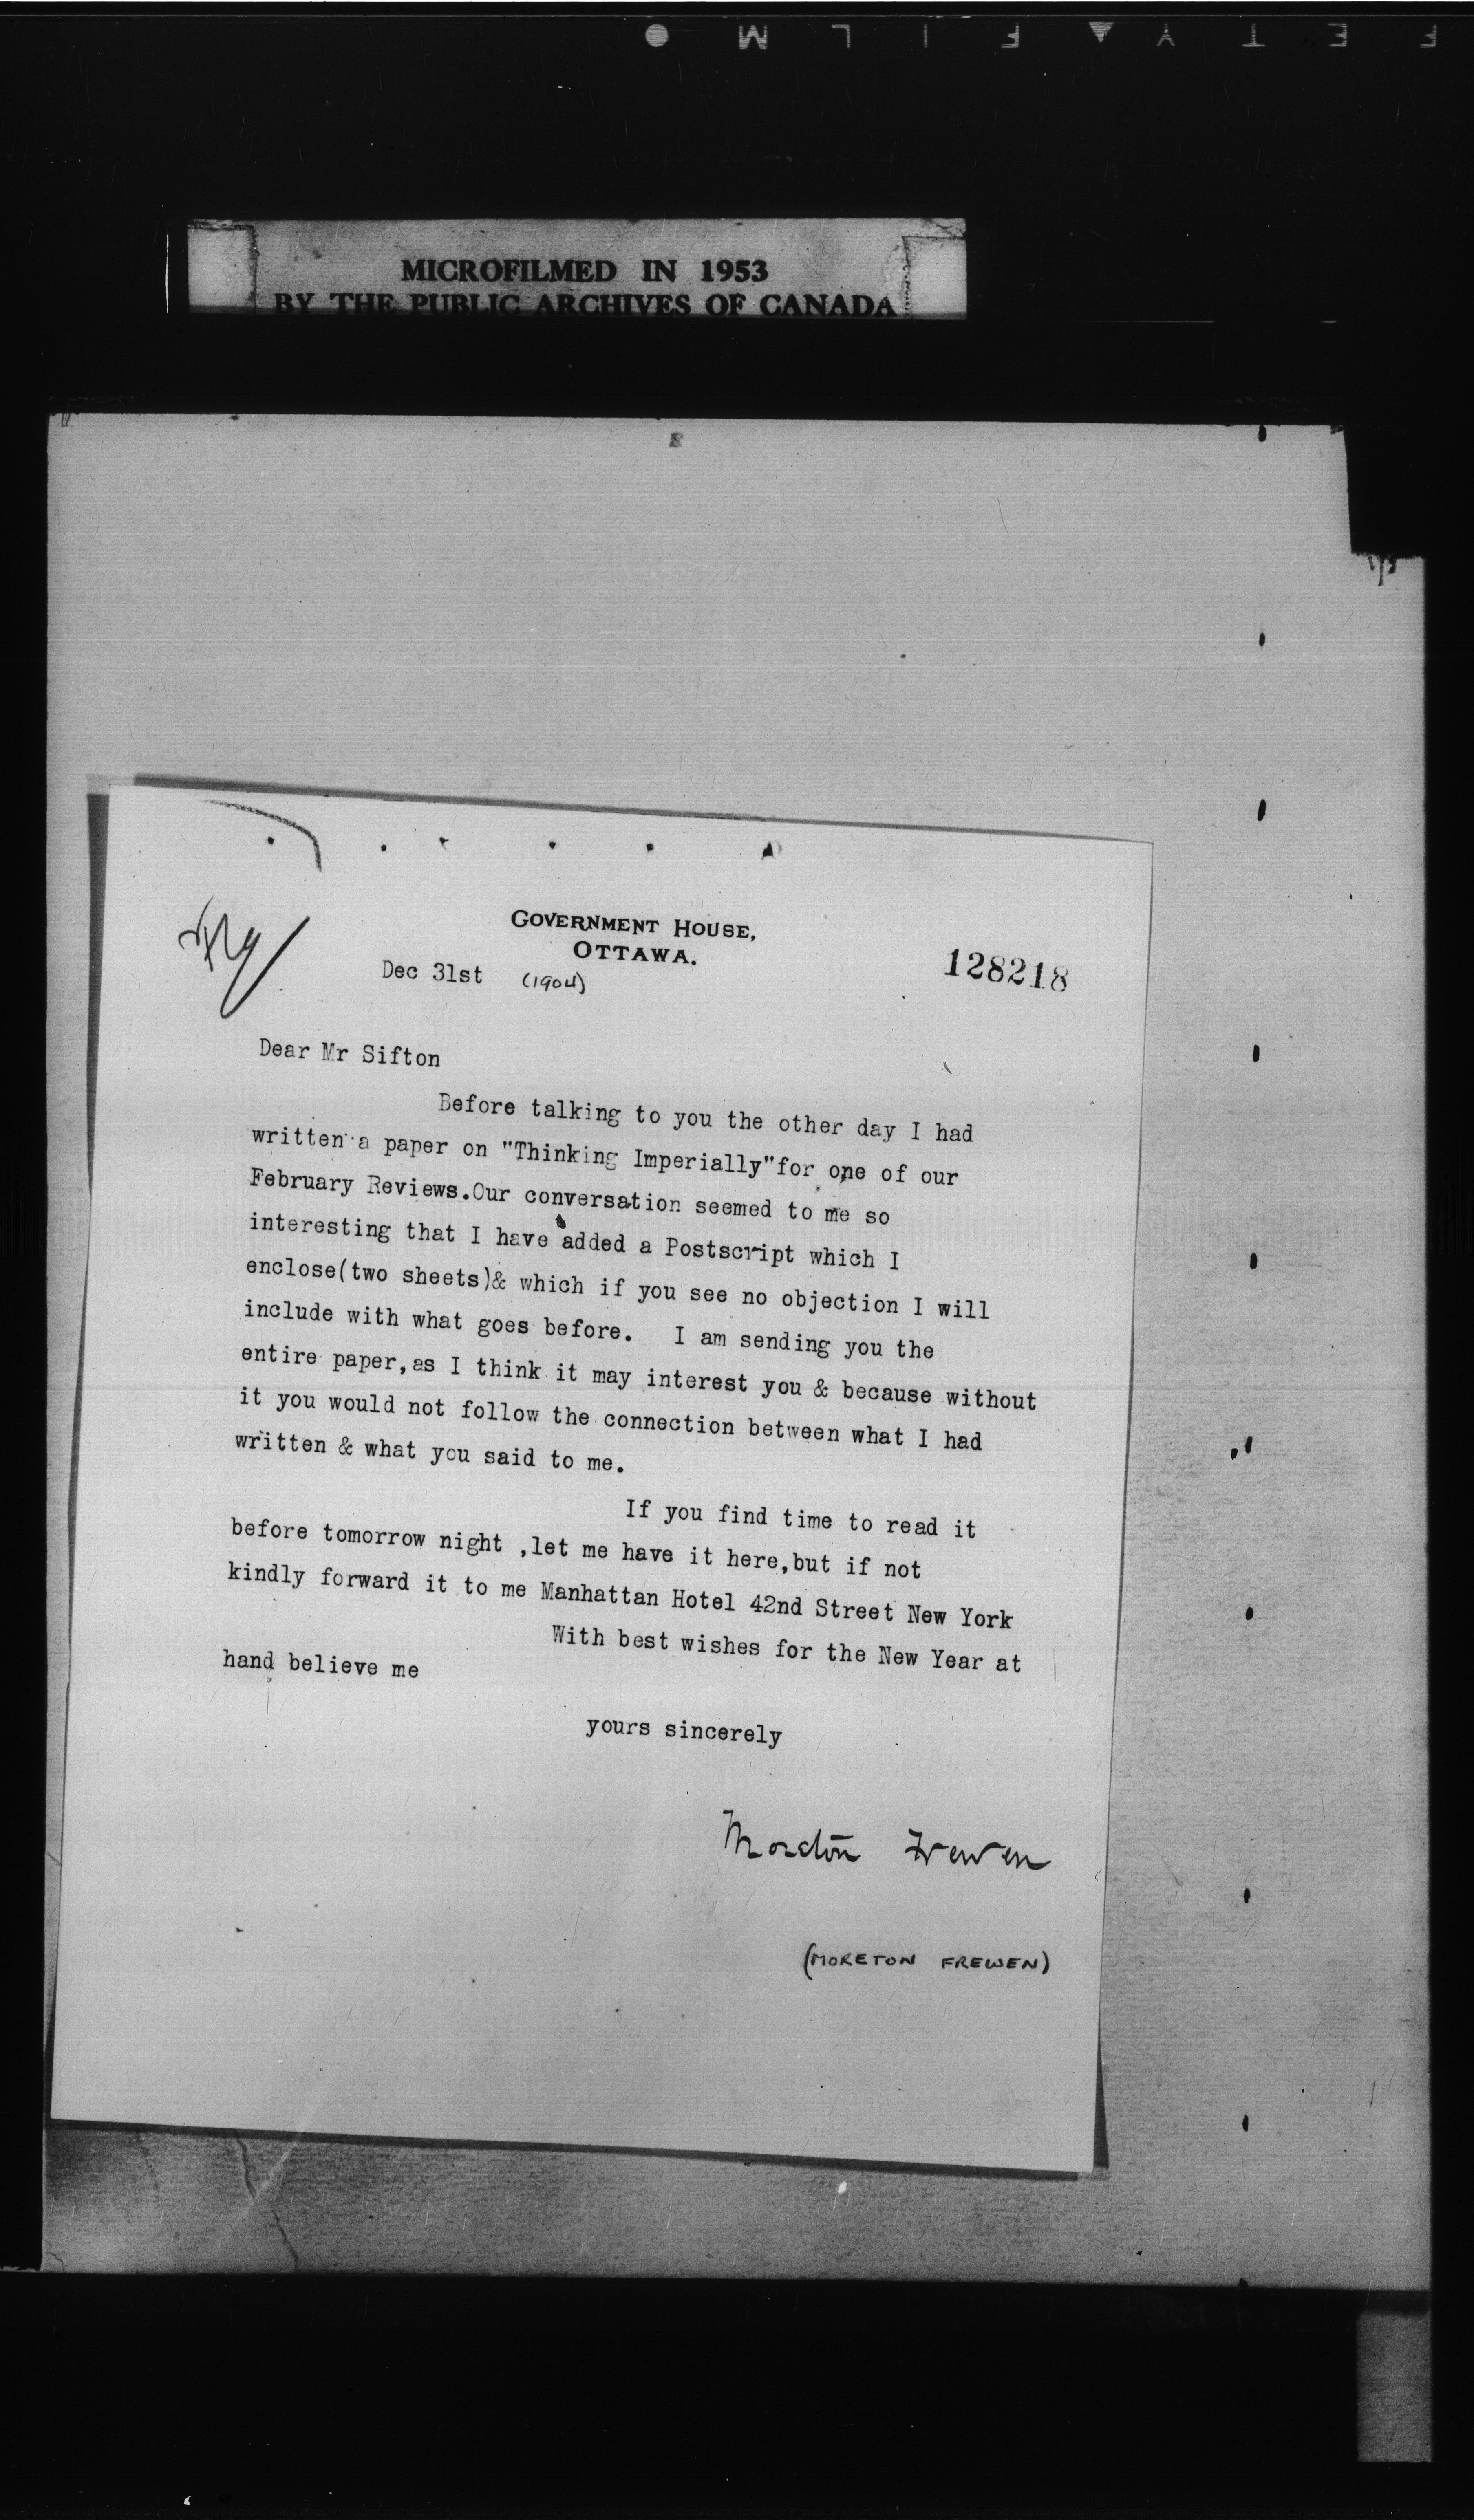 SAFETY FILM
MICROFILMED IN 1953
BY THE PUBLIC ARCHIVES OF CANADA
GOVERNMENT HOUSE,
OTTAWA.
128218
Dec 31st (1904)
Dear Mr Sifton
Before talking to you the other day I had
written a paper on "Thinking Imperially"for one of our
February Reviews.Our conversation seemed to me so
interesting that I have added a Postscript which I
enclose(two sheets)& which if you see no objection I will
include with what goes before. I am sending you the
entire paper,as I think it may interest you & because without
it you would not follow the connection between what I had
written & what you said to me.
If you find time to read it
before tomorrow night ,let me have it here,but if not
kindly forward it to me Manhattan Hotel 42nd Street New York
With best wishes for the New Year at
hand believe me
yours sincerely
Moreton Frewen
(MORETON FREWEN)